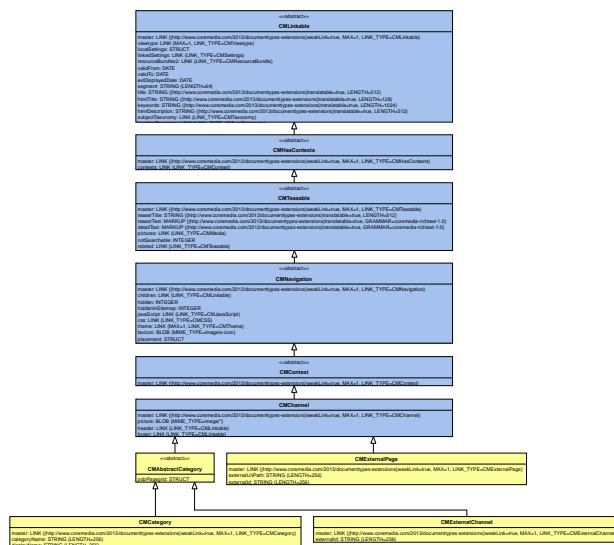 <<abstract>>
CMLinkable
master: LINK ({http://www.coremedia.com/2013/documenttypes-extensions}weakLink=true, MAX=1, LINK_TYPE=CMLinkable)
viewtype: LINK (MAX=1, LINK_TYPE=CMViewtype)
localSettings: STRUCT
linkedSettings: LINK (LINK_TYPE=CMSettings)
resourceBundles2: LINK (LINK_TYPE=CMResourceBundle)
validFrom: DATE
validTo: DATE
extDisplayedDate: DATE
segment: STRING (LENGTH=64)
title: STRING ({http://www.coremedia.com/2013/documenttypes-extensions}translatable=true, LENGTH=512)
htmlTitle: STRING ({http://www.coremedia.com/2013/documenttypes-extensions}translatable=true, LENGTH=128)
keywords: STRING ({http://www.coremedia.com/2013/documenttypes-extensions}translatable=true, LENGTH=1024)
htmlDescription: STRING ({http://www.coremedia.com/2013/documenttypes-extensions}translatable=true, LENGTH=512)
subjectTaxonomy: LINK (LINK_TYPE=CMTaxonomy)
<<abstract>>
CMHasContexts
master: LINK ({http://www.coremedia.com/2013/documenttypes-extensions}weakLink=true, MAX=1, LINK_TYPE=CMHasContexts)
contexts: LINK (LINK_TYPE=CMContext)
<<abstract>>
CMTeasable
master: LINK ({http://www.coremedia.com/2013/documenttypes-extensions}weakLink=true, MAX=1, LINK_TYPE=CMTeasable)
teaserTitle: STRING ({http://www.coremedia.com/2013/documenttypes-extensions}translatable=true, LENGTH=512)
teaserText: MARKUP ({http://www.coremedia.com/2013/documenttypes-extensions}translatable=true, GRAMMAR=coremedia-richtext-1.0)
detailText: MARKUP ({http://www.coremedia.com/2013/documenttypes-extensions}translatable=true, GRAMMAR=coremedia-richtext-1.0)
pictures: LINK (LINK_TYPE=CMMedia)
notSearchable: INTEGER
related: LINK (LINK_TYPE=CMTeasable)
<<abstract>>
CMNavigation
master: LINK ({http://www.coremedia.com/2013/documenttypes-extensions}weakLink=true, MAX=1, LINK_TYPE=CMNavigation)
children: LINK (LINK_TYPE=CMLinkable)
hidden: INTEGER
hiddenInSitemap: INTEGER
javaScript: LINK (LINK_TYPE=CMJavaScript)
css: LINK (LINK_TYPE=CMCSS)
theme: LINK (MAX=1, LINK_TYPE=CMTheme)
favicon: BLOB (MIME_TYPE=image/x-icon)
placement: STRUCT
<<abstract>>
CMContext
master: LINK ({http://www.coremedia.com/2013/documenttypes-extensions}weakLink=true, MAX=1, LINK_TYPE=CMContext)
CMChannel
master: LINK ({http://www.coremedia.com/2013/documenttypes-extensions}weakLink=true, MAX=1, LINK_TYPE=CMChannel)
picture: BLOB (MIME_TYPE=image/*)
header: LINK (LINK_TYPE=CMLinkable)
footer: LINK (LINK_TYPE=CMLinkable)
<<abstract>>
CMAbstractCategory
pdpPagegrid: STRUCT
CMExternalPage
master: LINK ({http://www.coremedia.com/2013/documenttypes-extensions}weakLink=true, MAX=1, LINK_TYPE=CMExternalPage)
externalUriPath: STRING (LENGTH=256)
externalId: STRING (LENGTH=256)
CMCategory
master: LINK ({http://www.coremedia.com/2013/documenttypes-extensions}weakLink=true, MAX=1, LINK_TYPE=CMCategory)
categoryName: STRING (LENGTH=256)
CMExternalChannel
master: LINK ({http://www.coremedia.com/2013/documenttypes-extensions}weakLink=true, MAX=1, LINK_TYPE=CMExternalChannel)
externalId: STRING (LENGTH=256)